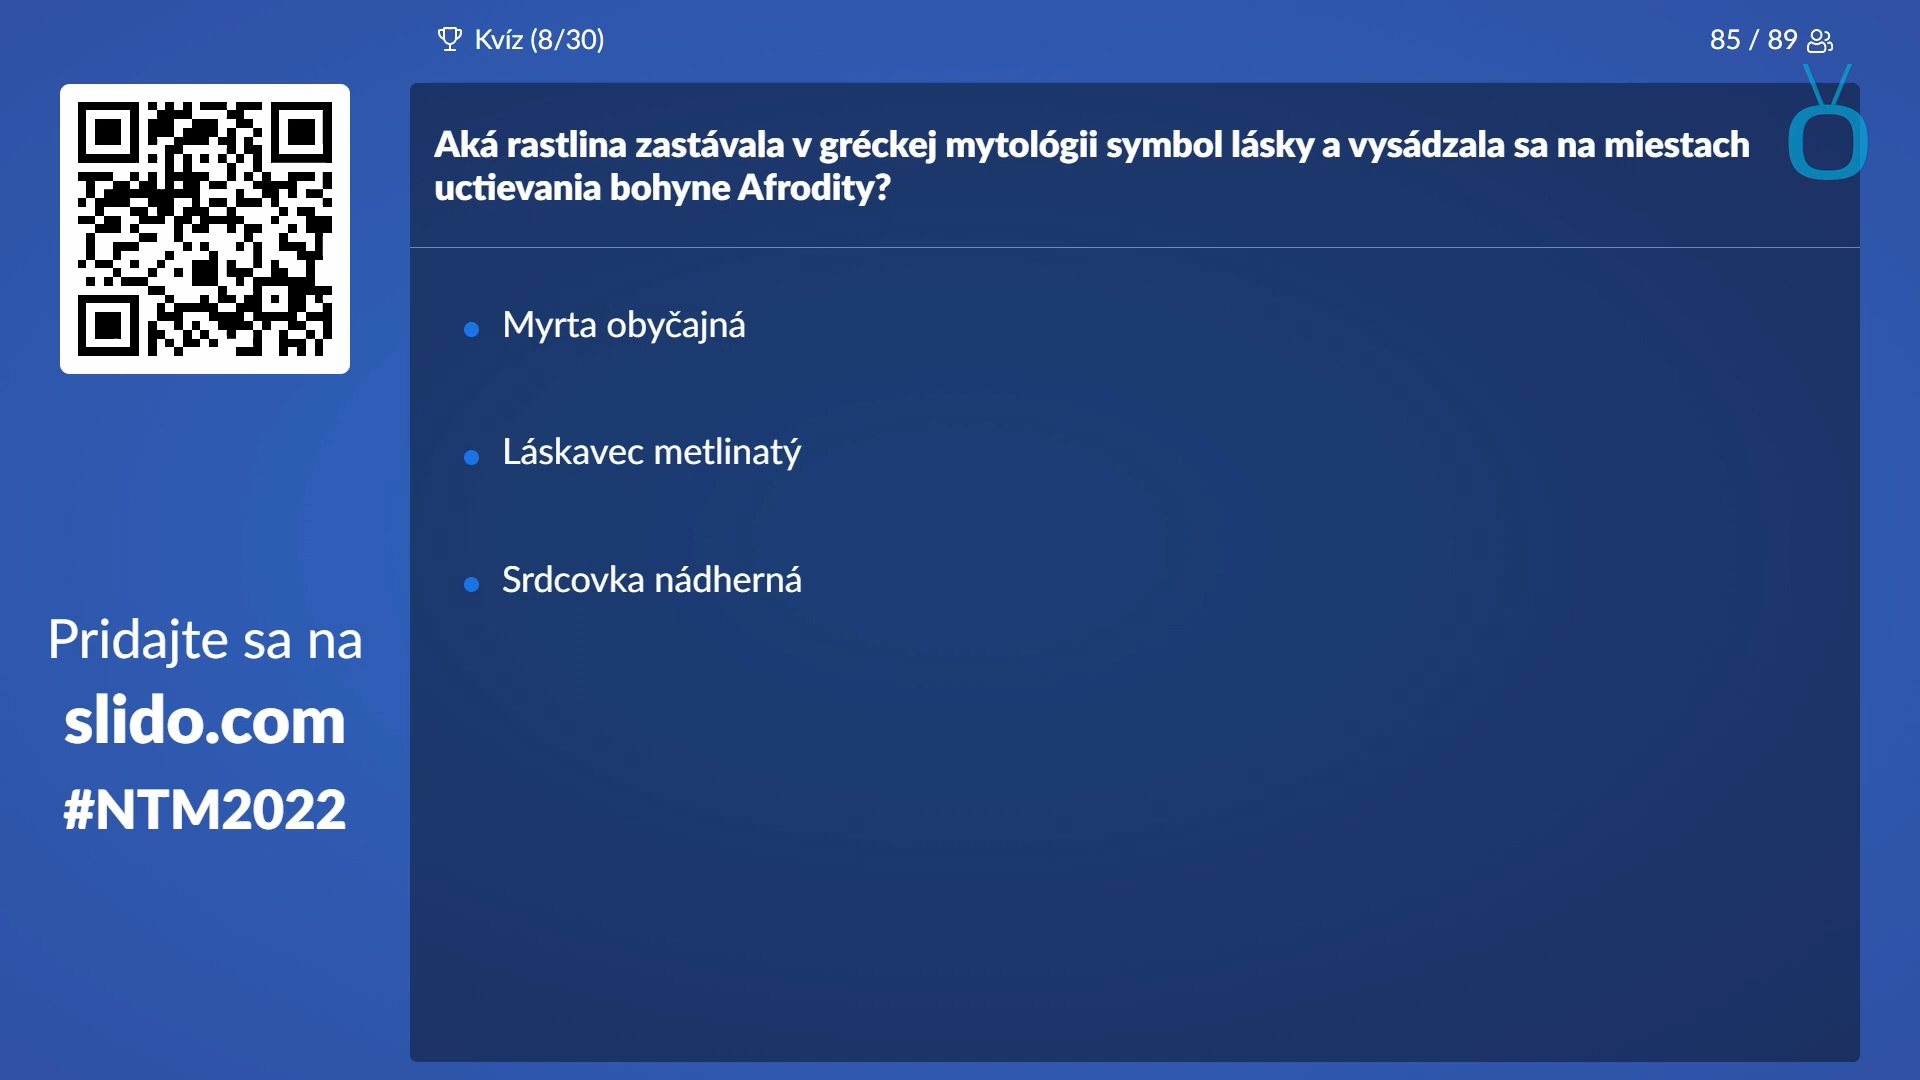 Kvíz (8/30)
85 / 89
Aká rastlina zastávala v gréckej mytológii symbol lásky a vysádzala sa na miestach
uctievania bohyne Afrodity?
Myrta obyčajná
Láskavec metlinatý
Srdcovka nádherná
Pridajte sa na
slido.com
#NTM2022